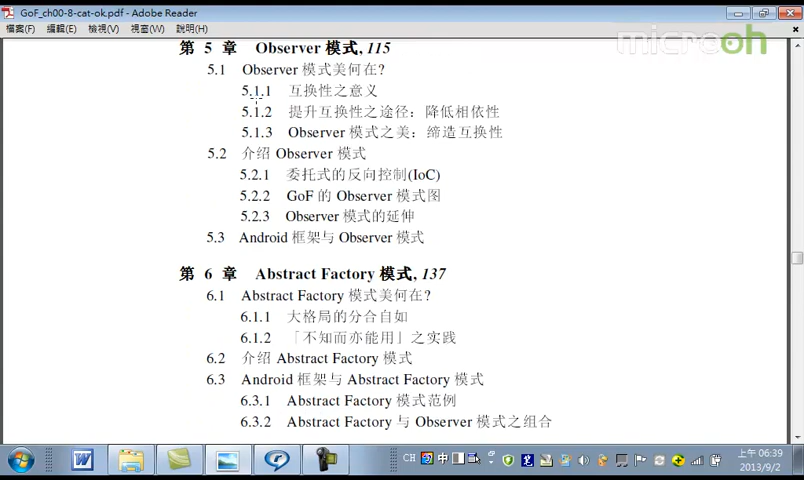 GoF_ch00-8-cat-ok.pdf - Adobe Reader
檔案(F) 編輯(E) 檢視(V) 視窗(W) 說明(H)
microoh
第 5 章 Observer 模式, 115
5.1 Observer 模式美何在?
5.1.1 互换性之意义
5.1.2 提升互换性之途径：降低相依性
5.1.3 Observer 模式之美：缔造互换性
5.2 介绍 Observer 模式
5.2.1 委托式的反向控制(IoC)
5.2.2 GoF 的 Observer 模式图
5.2.3 Observer 模式的延伸
5.3 Android 框架与 Observer 模式
第 6 章 Abstract Factory 模式, 137
6.1 Abstract Factory 模式美何在?
6.1.1 大格局的分合自如
6.1.2 「不知而亦能用」之实践
6.2 介绍 Abstract Factory 模式
6.3 Android 框架与 Abstract Factory 模式
6.3.1 Abstract Factory 模式范例
6.3.2 Abstract Factory 与 Observer 模式之组合
CH 中 上午 06:39
2013/9/2